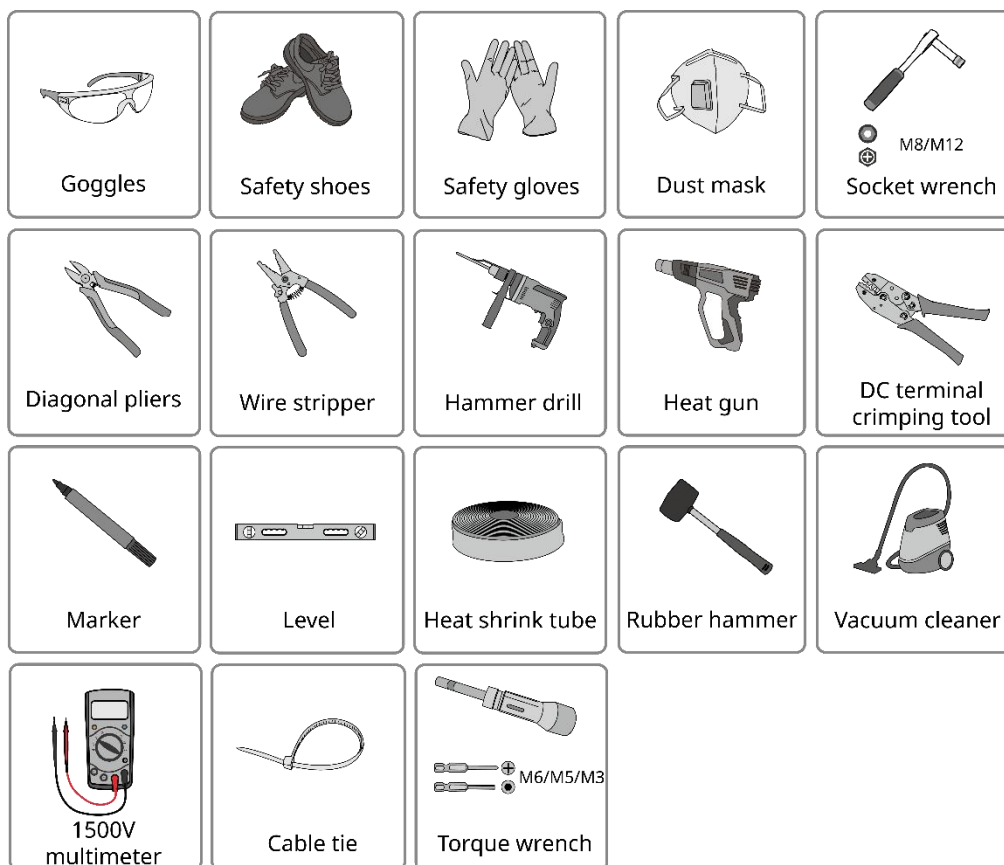 Goggles
Safety shoes
Safety gloves
Dust mask
M8/M12
Socket wrench
Diagonal pliers
Wire stripper
Hammer drill
Heat gun
DC terminal
crimping tool
Marker
Level
Heat shrink tube
Rubber hammer
Vacuum cleaner
1500V
multimeter
Cable tie
M6/M5/M3
Torque wrench